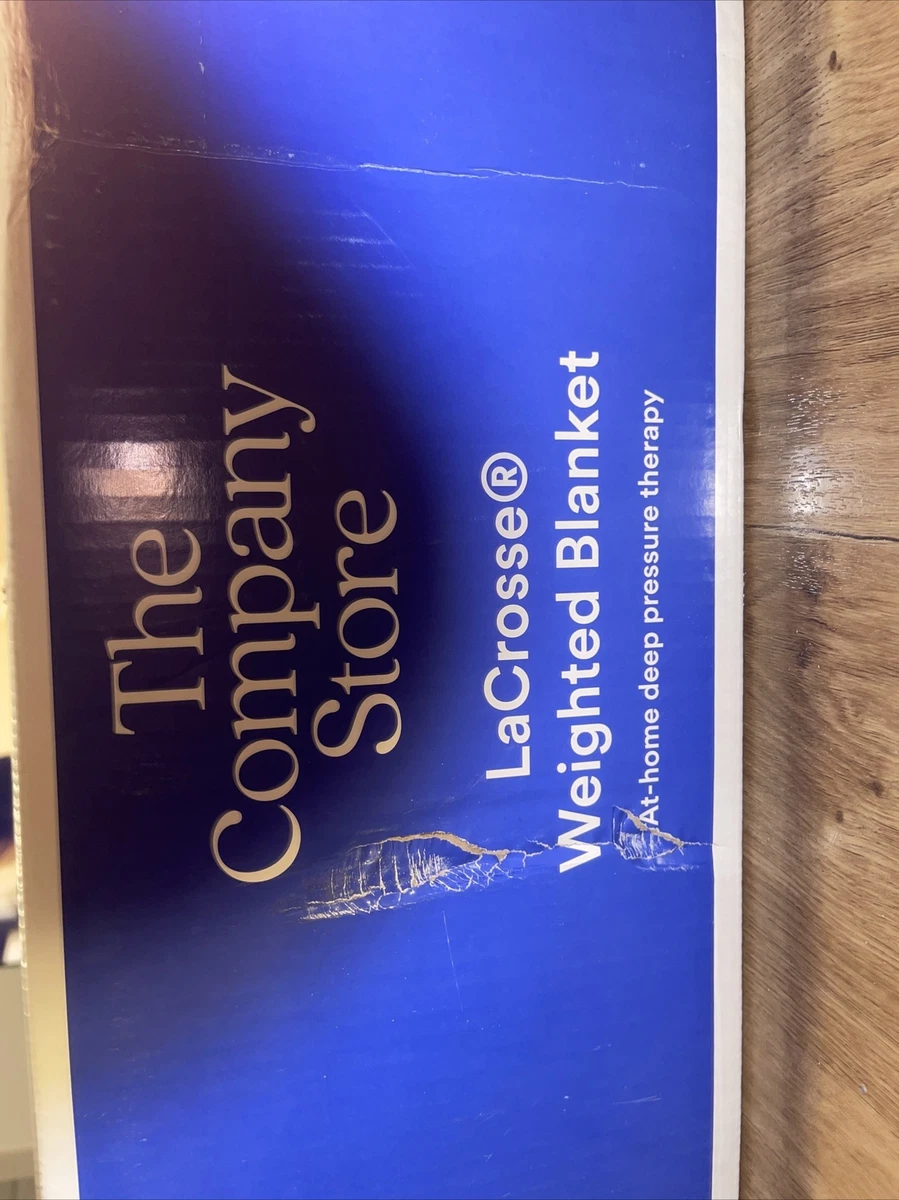 The
Company
Store
LaCrosse®
Weighted Blanket
At-home deep pressure therapy